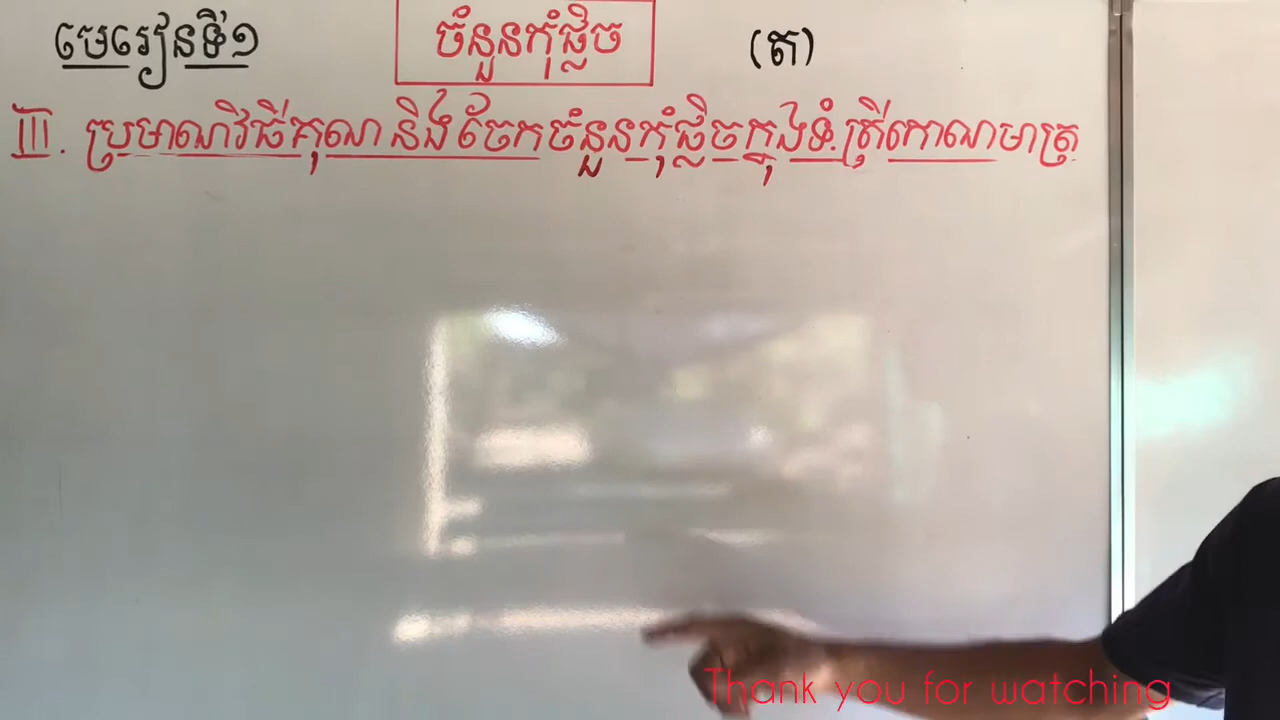 មេរៀនទី១ ចំនួនកុំផ្លិច (ត)
III. ប្រមាណវិធីគុណ និងចែកចំនួនកុំផ្លិចក្នុងទំរង់ត្រីកោណមាត្រ
Thank you for watching